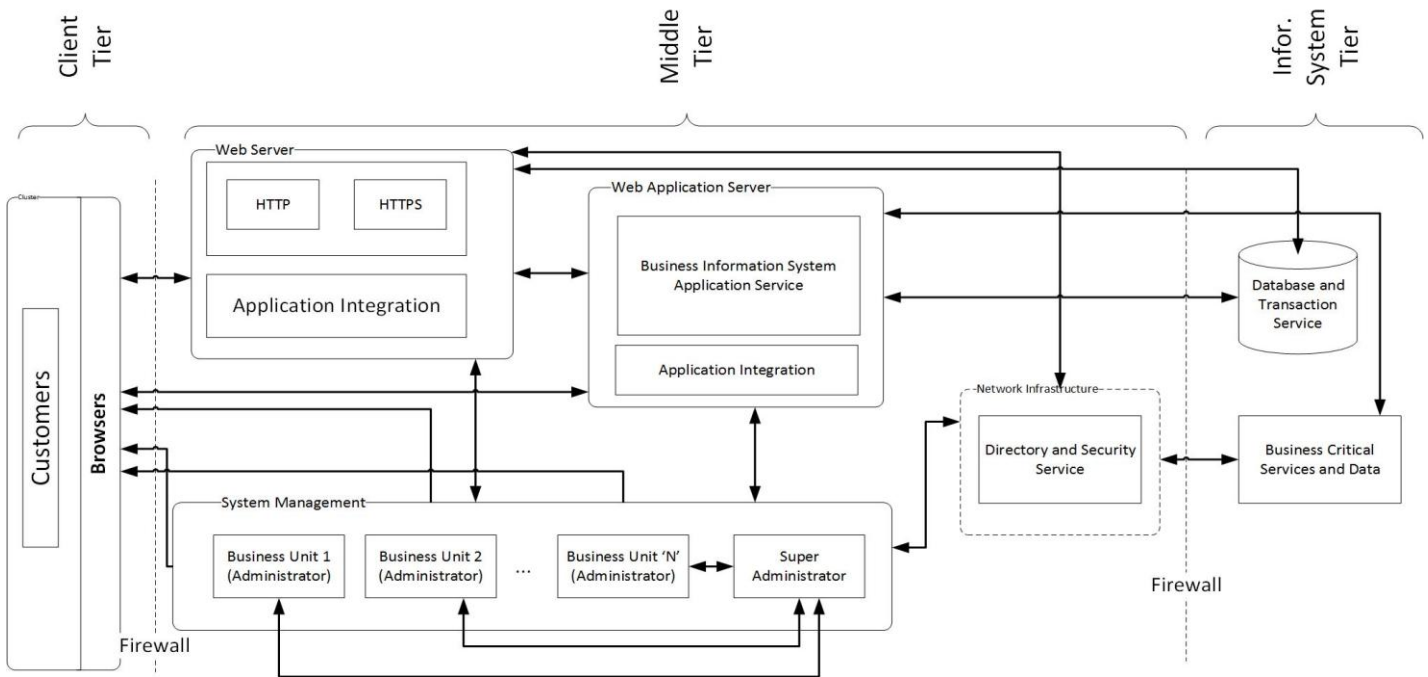 Client
Tier
Middle
Tier
Infor.
System
Tier
Web Server
HTTP
HTTPS
Application Integration
Web Application Server
Business Information System
Application Service
Application Integration
Database and
Transaction
Service
Cluster
Customers
Browsers
Network Infrastructure
Directory and Security
Service
Business Critical
Services and Data
System Management
Business Unit 1
(Administrator)
Business Unit 2
(Administrator)
...
Business Unit ‘N’
(Administrator)
Super
Administrator
Firewall
Firewall